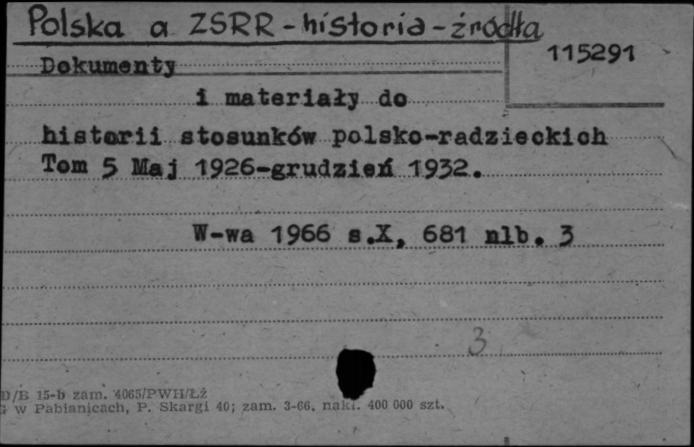 Polska a ZSRR - historia - źródła
115291
Dokumenty
i materiały do
historii stosunków polsko-radzieckich
Tom 5 Maj 1926-grudzień 1932.
W-wa 1966 s.X, 681 nlb. 3
3
D/B 15-b zam. 4065/PWH/Łż
w Pabianicach, P. Skargi 40; zam. 3-66. nakł. 400 000 szt.